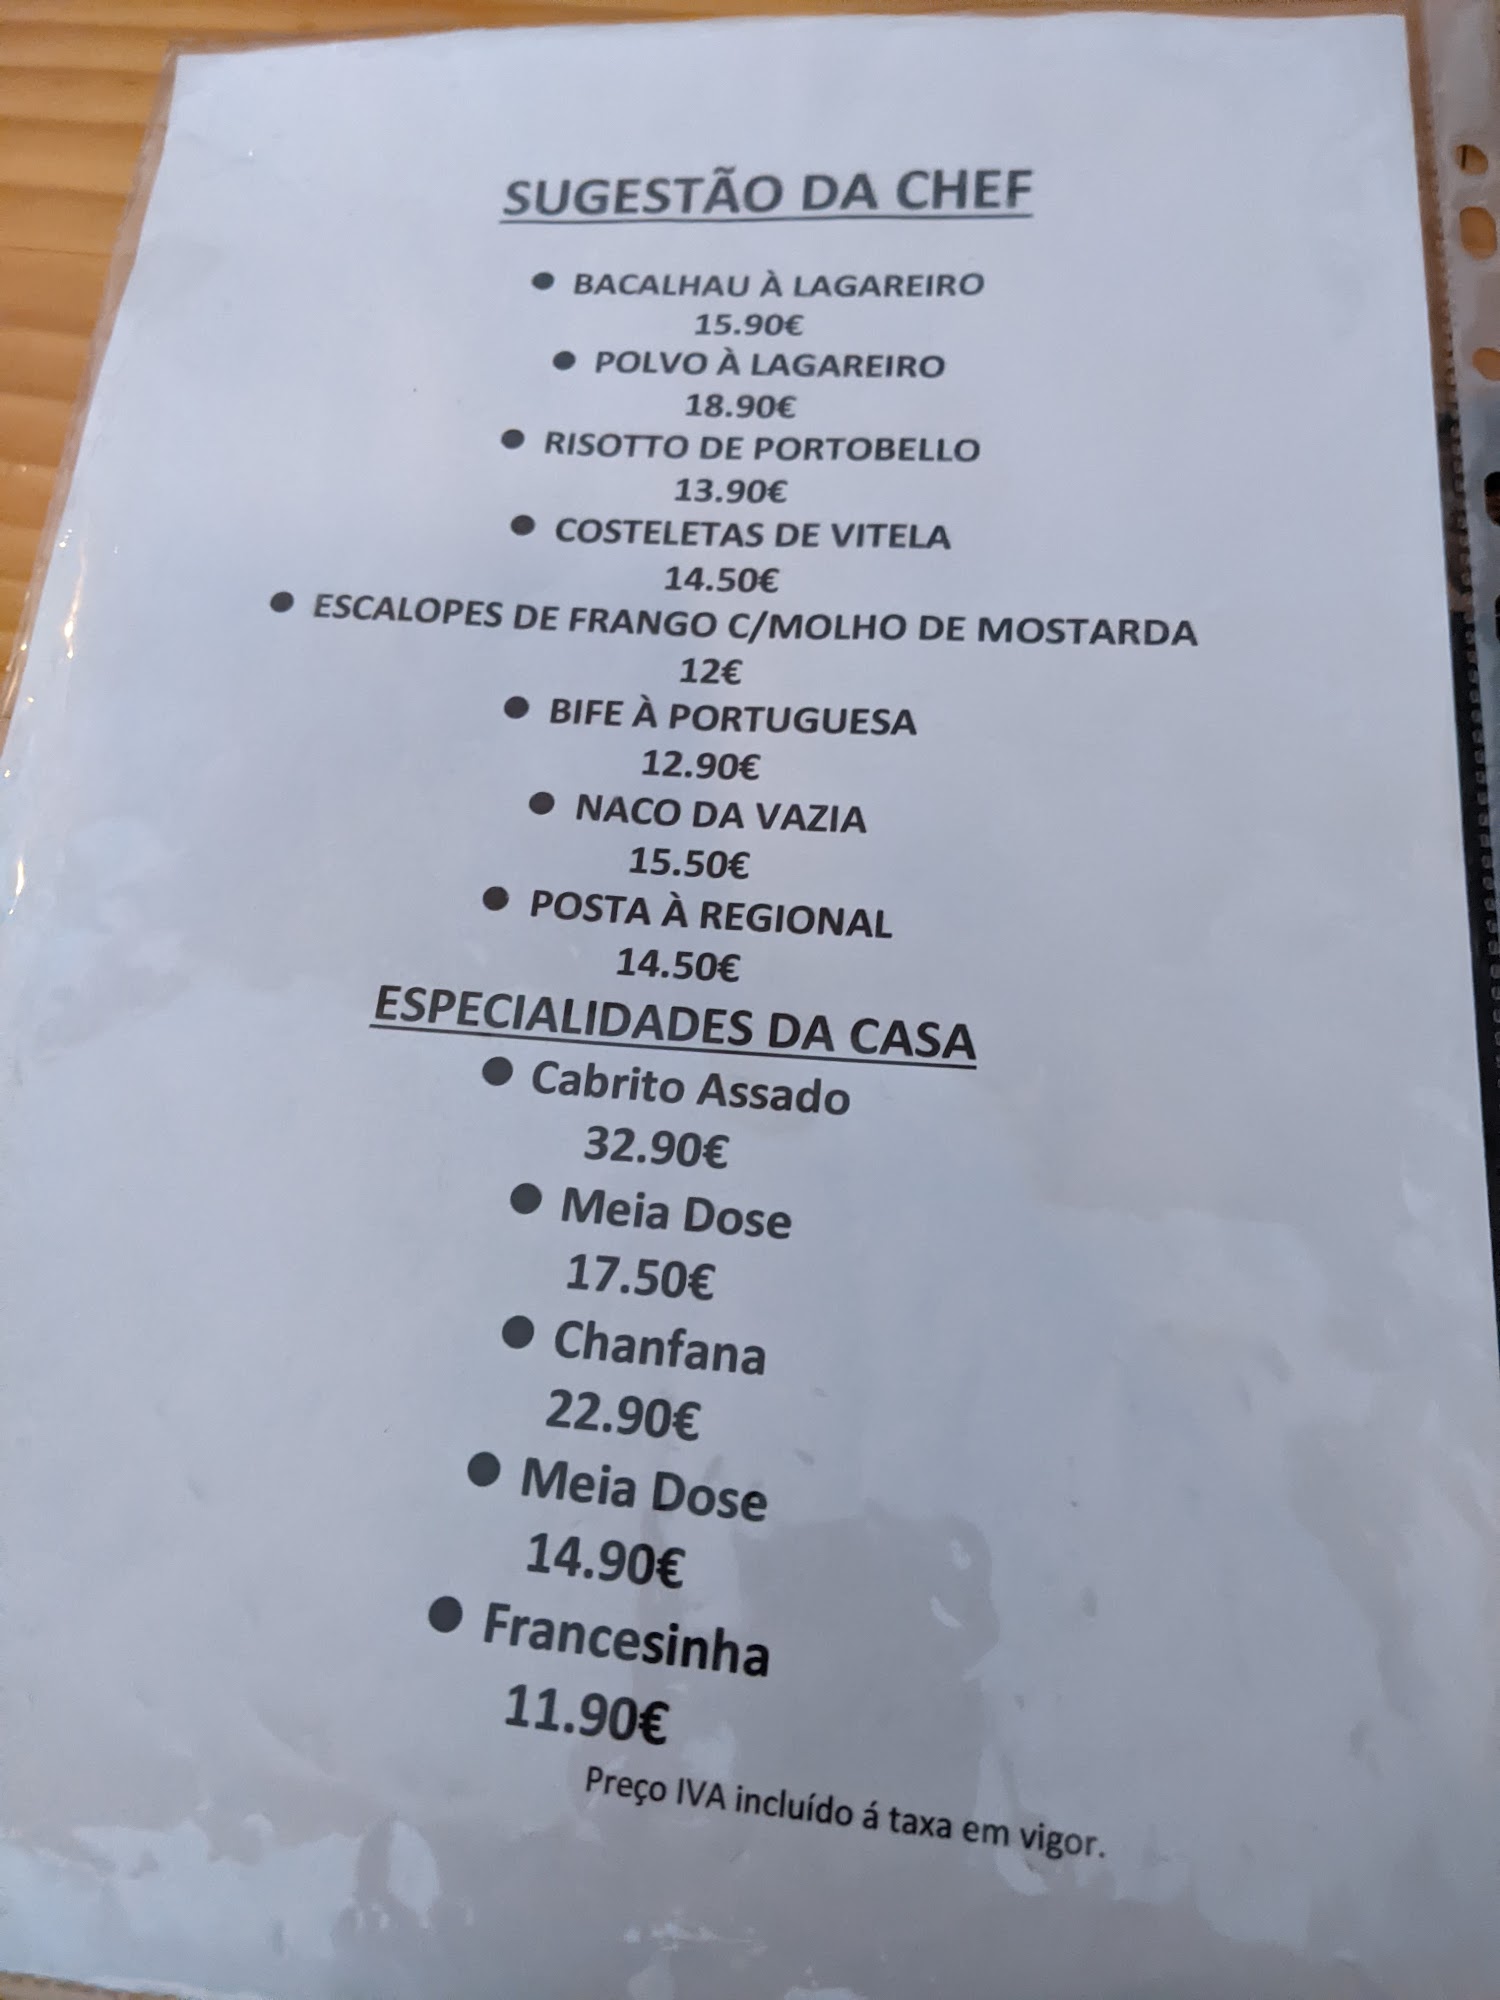 SUGESTÃO DA CHEF
● BACALHAU À LAGAREIRO
15.90€
● POLVO À LAGAREIRO
18.90€
● RISOTTO DE PORTOBELLO
13.90€
● COSTELETAS DE VITELA
14.50€
● ESCALOPES DE FRANGO C/MOLHO DE MOSTARDA
12€
● BIFE À PORTUGUESA
12.90€
● NACO DA VAZIA
15.50€
● POSTA À REGIONAL
14.50€
ESPECIALIDADES DA CASA
● Cabrito Assado
32.90€
● Meia Dose
17.50€
● Chanfana
22.90€
● Meia Dose
14.90€
● Francesinha
11.90€
Preço IVA incluído á taxa em vigor.